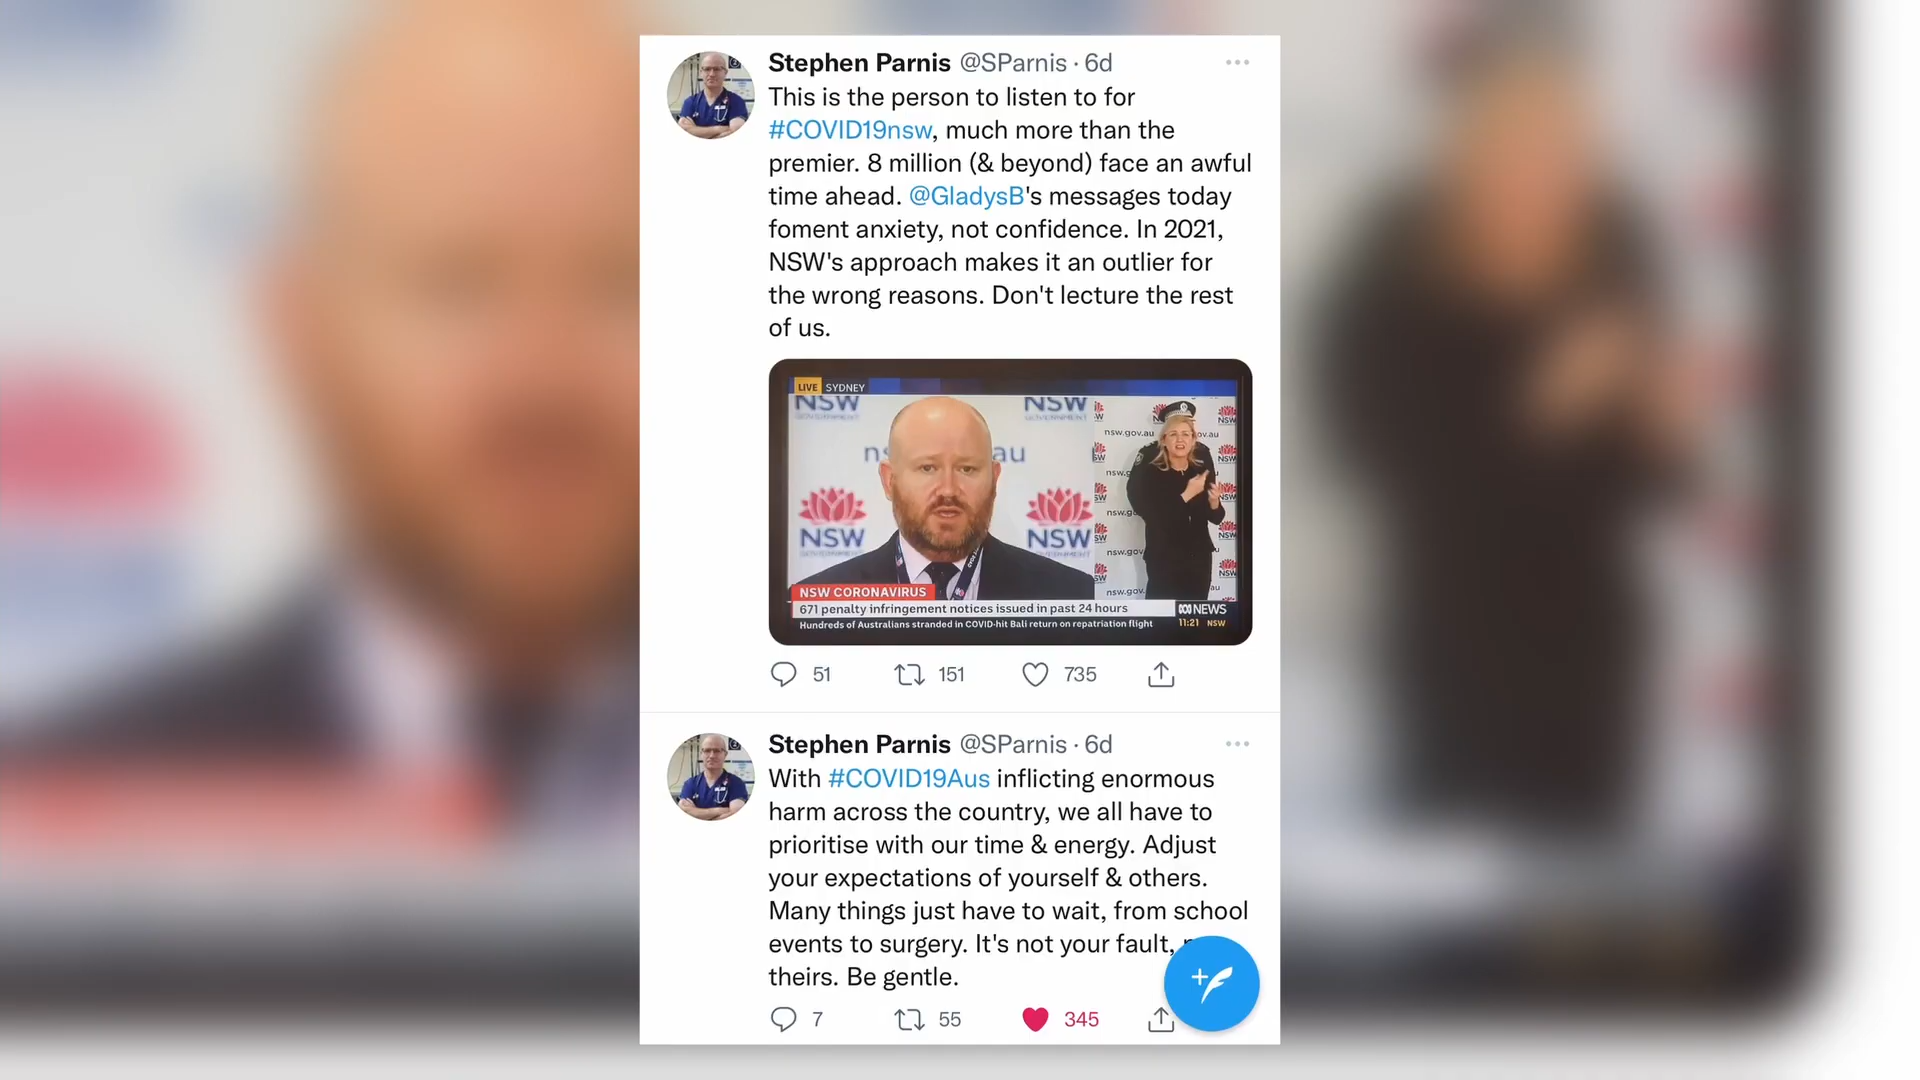 Stephen Parnis @SParnis · 6d
This is the person to listen to for
#COVID19nsw, much more than the
premier. 8 million (& beyond) face an awful
time ahead. @GladysB's messages today
foment anxiety, not confidence. In 2021,
NSW's approach makes it an outlier for
the wrong reasons. Don't lecture the rest
of us.
LIVE SYDNEY
NSW
GOVERNMENT
NSW
GOVERNMENT
au
NSW
GOVERNMENT
NSW
GOVERNMENT
nsw.gov.au
ov.au
NSW CORONAVIRUS
671 penalty infringement notices issued in past 24 hours
Hundreds of Australians stranded in COVID-hit Bali return on repatriation flight
NEWS
11:21 NSW
51 151 735
Stephen Parnis @SParnis · 6d
With #COVID19Aus inflicting enormous
harm across the country, we all have to
prioritise with our time & energy. Adjust
your expectations of yourself & others.
Many things just have to wait, from school
events to surgery. It's not your fault,
theirs. Be gentle.
7 55 345